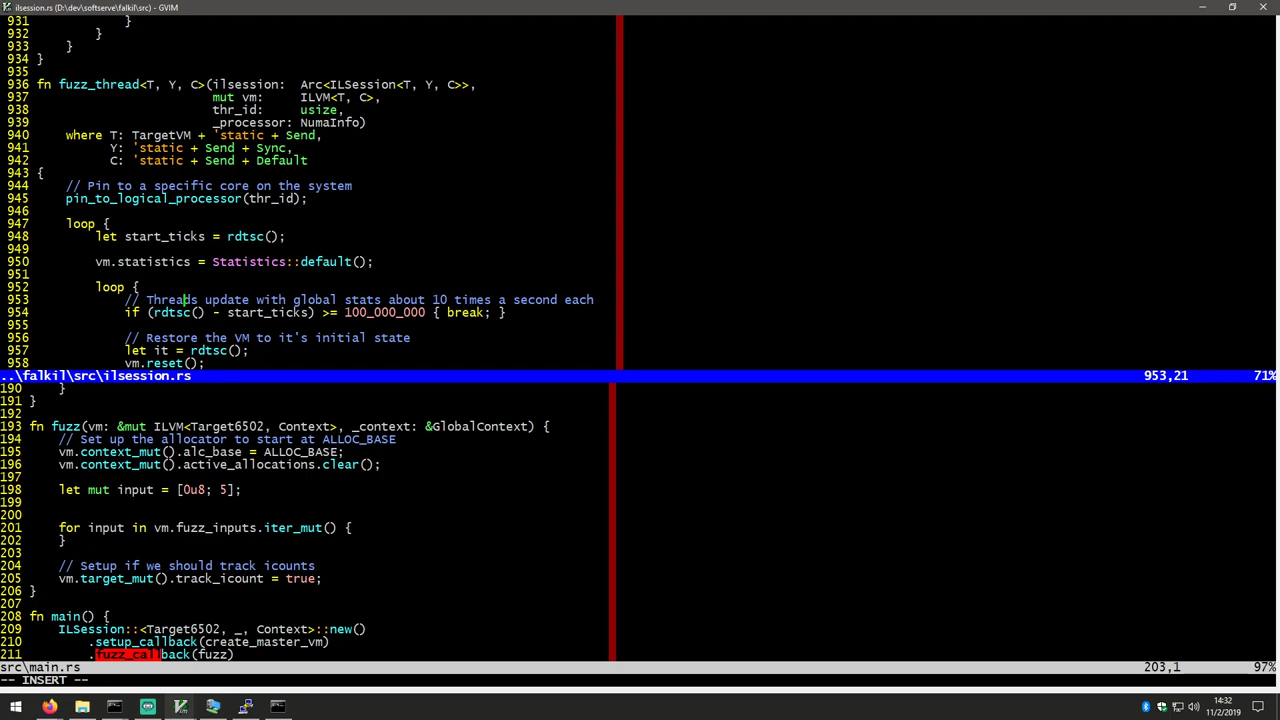 ilsession.rs (D:\dev\softserve\falkil\src) - GVIM
931                 }
932             }
933         }
934 }
935
936 fn fuzz_thread<T, Y, C>(ilsession:  Arc<ILSession<T, Y, C>>,
937                         mut vm:     ILVM<T, C>,
938                         thr_id:     usize,
939                         _processor: NumaInfo)
940     where T: TargetVM + 'static + Send,
941           Y: 'static + Send + Sync,
942           C: 'static + Send + Default
943 {
944     // Pin to a specific core on the system
945     pin_to_logical_processor(thr_id);
946
947     loop {
948         let start_ticks = rdtsc();
949
950         vm.statistics = Statistics::default();
951
952         loop {
953             // Threads update with global stats about 10 times a second each
954             if (rdtsc() - start_ticks) >= 100_000_000 { break; }
955
956             // Restore the VM to it's initial state
957             let it = rdtsc();
958             vm.reset();
..\falkil\src\ilsession.rs 953,21 71%
190     }
191 }
192
193 fn fuzz(vm: &mut ILVM<Target6502, Context>, _context: &GlobalContext) {
194     // Set up the allocator to start at ALLOC_BASE
195     vm.context_mut().alc_base = ALLOC_BASE;
196     vm.context_mut().active_allocations.clear();
197
198     let mut input = [0u8; 5];
199
200
201     for input in vm.fuzz_inputs.iter_mut() {
202     }
203
204     // Setup if we should track icounts
205     vm.target_mut().track_icount = true;
206 }
207
208 fn main() {
209     ILSession::<Target6502, _, Context>::new()
210         .setup_callback(create_master_vm)
211         .fuzz_callback(fuzz)
src\main.rs 203,1 97%
-- INSERT --
14:32
11/2/2019